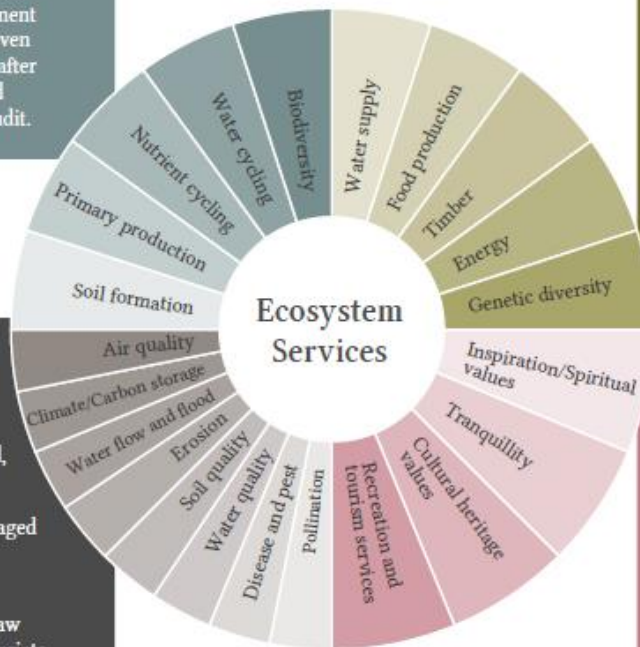 ment
ven
after
l
udit.
Ecosystem
Services
Water supply
Food production
Timber
Energy
Genetic diversity
Inspiration/Spiritual
values
Tranquillity
Cultural heritage
values
Recreation and
tourism services
Pollination
Disease and pest
Water quality
Soil quality
Erosion
Water flow and flood
Climate/Carbon storage
Air quality
Soil formation
Primary production
Nutrient cycling
Water cycling
Biodiversity
l,
aged
aw